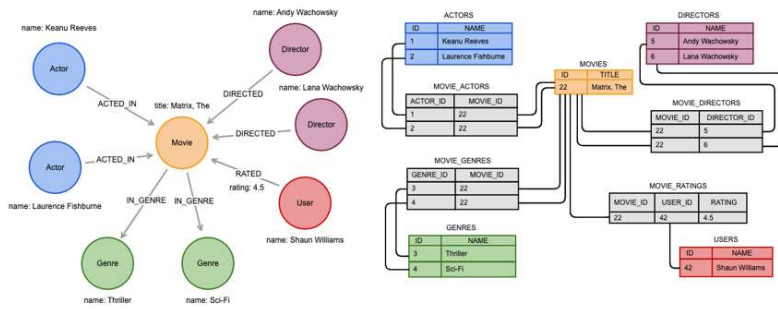 name: Keanu Reeves
Actor
ACTED_IN
name: Andy Wachowsky
Director
DIRECTED
name: Lana Wachowsky
Director
DIRECTED
title: Matrix, The
Movie
Actor
ACTED_IN
name: Laurence Fishburne
RATED
rating: 4.5
User
name: Shaun Williams
IN_GENRE
IN_GENRE
Genre
name: Thriller
Genre
name: Sci-Fi
ACTORS
ID NAME
1 Keanu Reeves
2 Laurence Fishburne
DIRECTORS
ID NAME
5 Andy Wachowsky
6 Lana Wachowsky
MOVIES
ID TITLE
22 Matrix, The
MOVIE_ACTORS
ACTOR_ID MOVIE_ID
1 22
2 22
MOVIE_DIRECTORS
MOVIE_ID DIRECTOR_ID
22 5
22 6
MOVIE_GENRES
GENRE_ID MOVIE_ID
3 22
4 22
MOVIE_RATINGS
MOVIE_ID USER_ID RATING
22 42 4.5
GENRES
ID NAME
3 Thriller
4 Sci-Fi
USERS
ID NAME
42 Shaun Williams